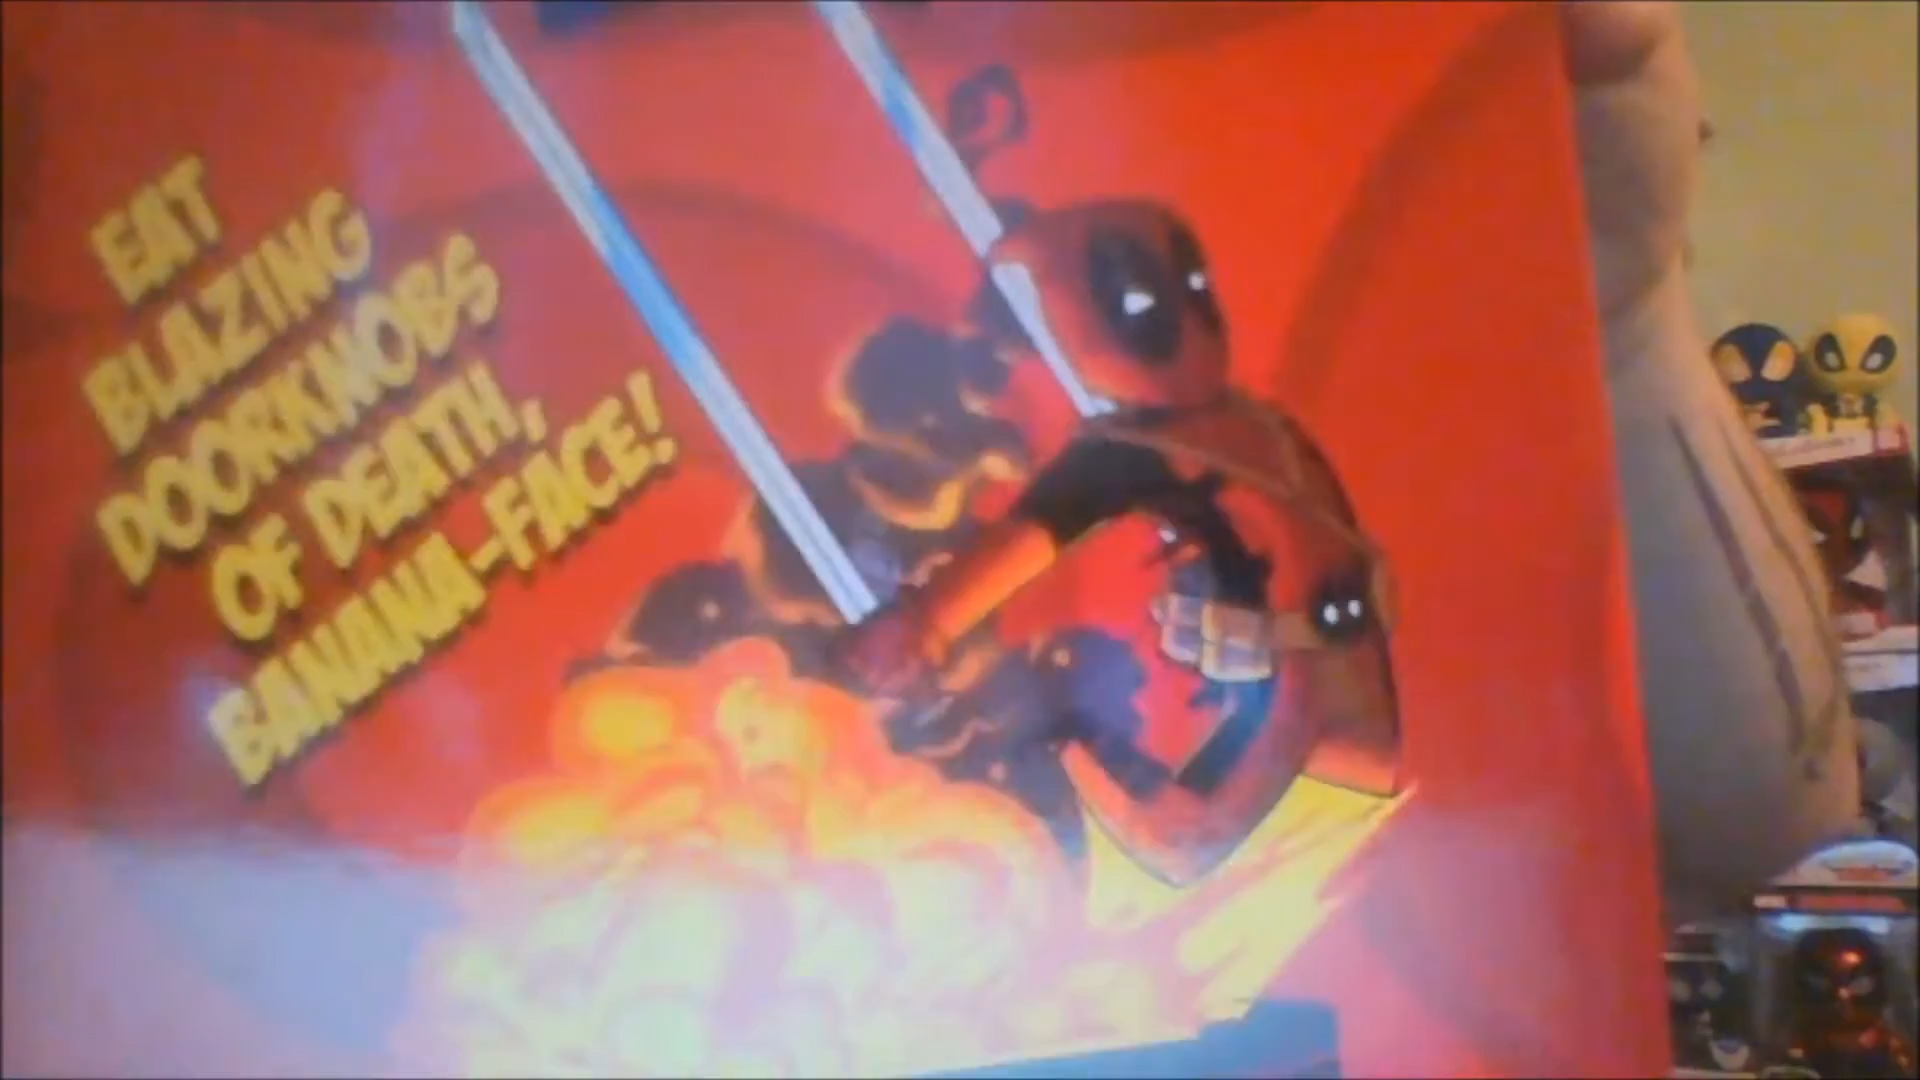 EAT
BLAZING
DOORKNOBS
OF DEATH,
BANANA-FACE!